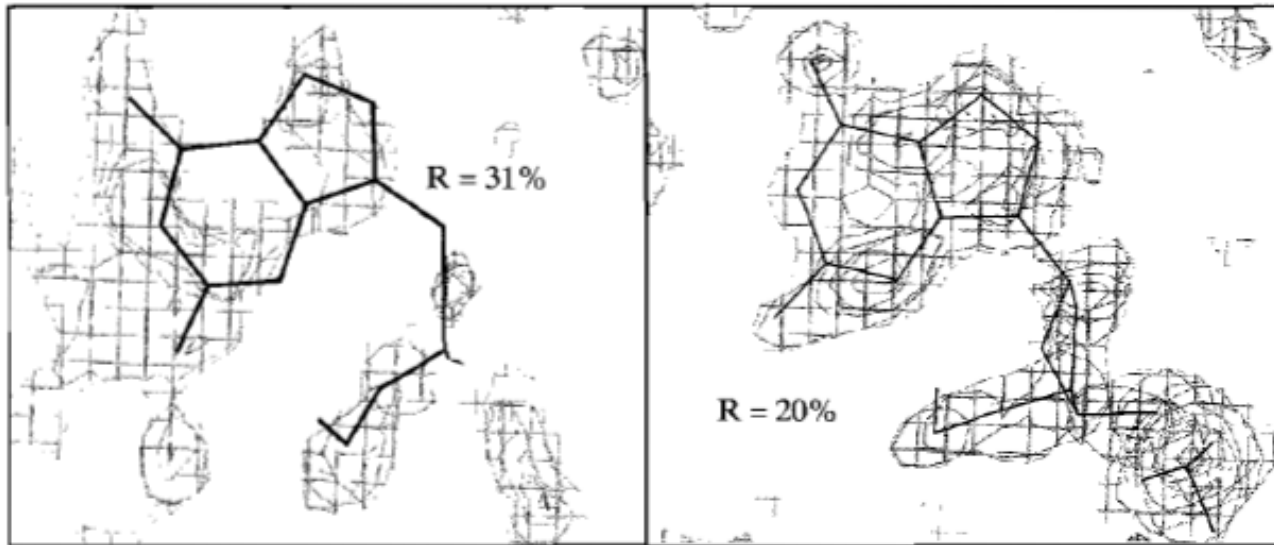 R = 31%
R = 20%